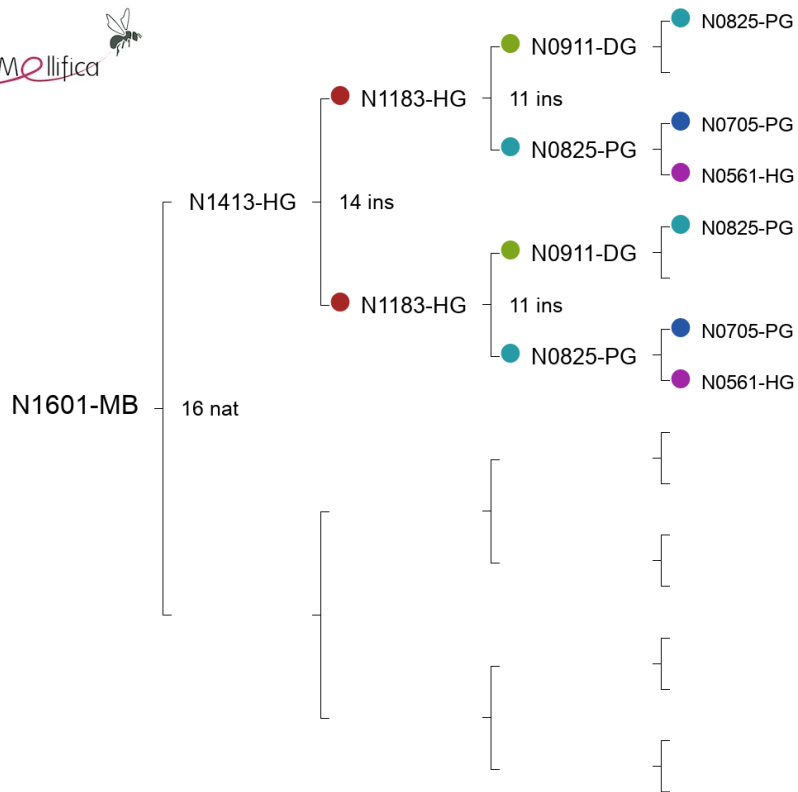 Mellifica
N0825-PG
N0911-DG
N1183-HG
11 ins
N0705-PG
N0825-PG
N0561-HG
N1413-HG
14 ins
N0825-PG
N0911-DG
N1183-HG
11 ins
N0705-PG
N0825-PG
N0561-HG
N1601-MB
16 nat